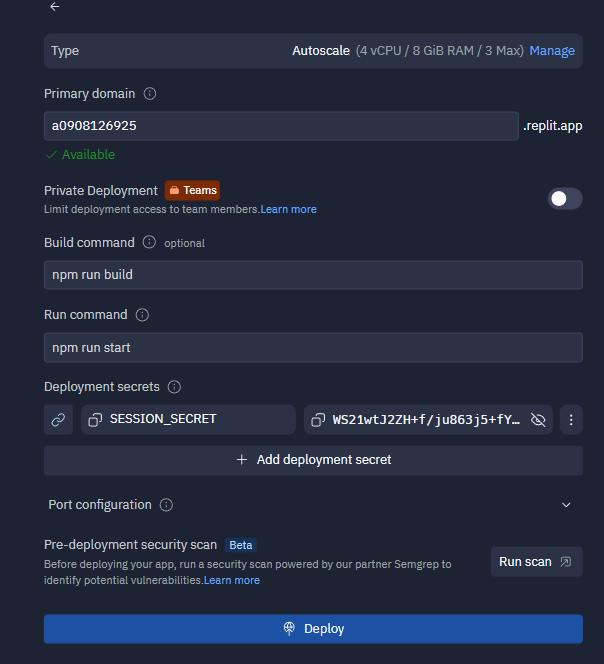 Type Autoscale (4 vCPU / 8 GiB RAM / 3 Max) Manage
Primary domain
a0908126925 .replit.app
Available
Private Deployment Teams
Limit deployment access to team members.Learn more
Build command optional
npm run build
Run command
npm run start
Deployment secrets
SESSION_SECRET WS21wtJ2ZH+f/ju863j5+fY…
+ Add deployment secret
Port configuration
Pre-deployment security scan Beta
Before deploying your app, run a security scan powered by our partner Semgrep to
identify potential vulnerabilities.Learn more
Run scan
Deploy